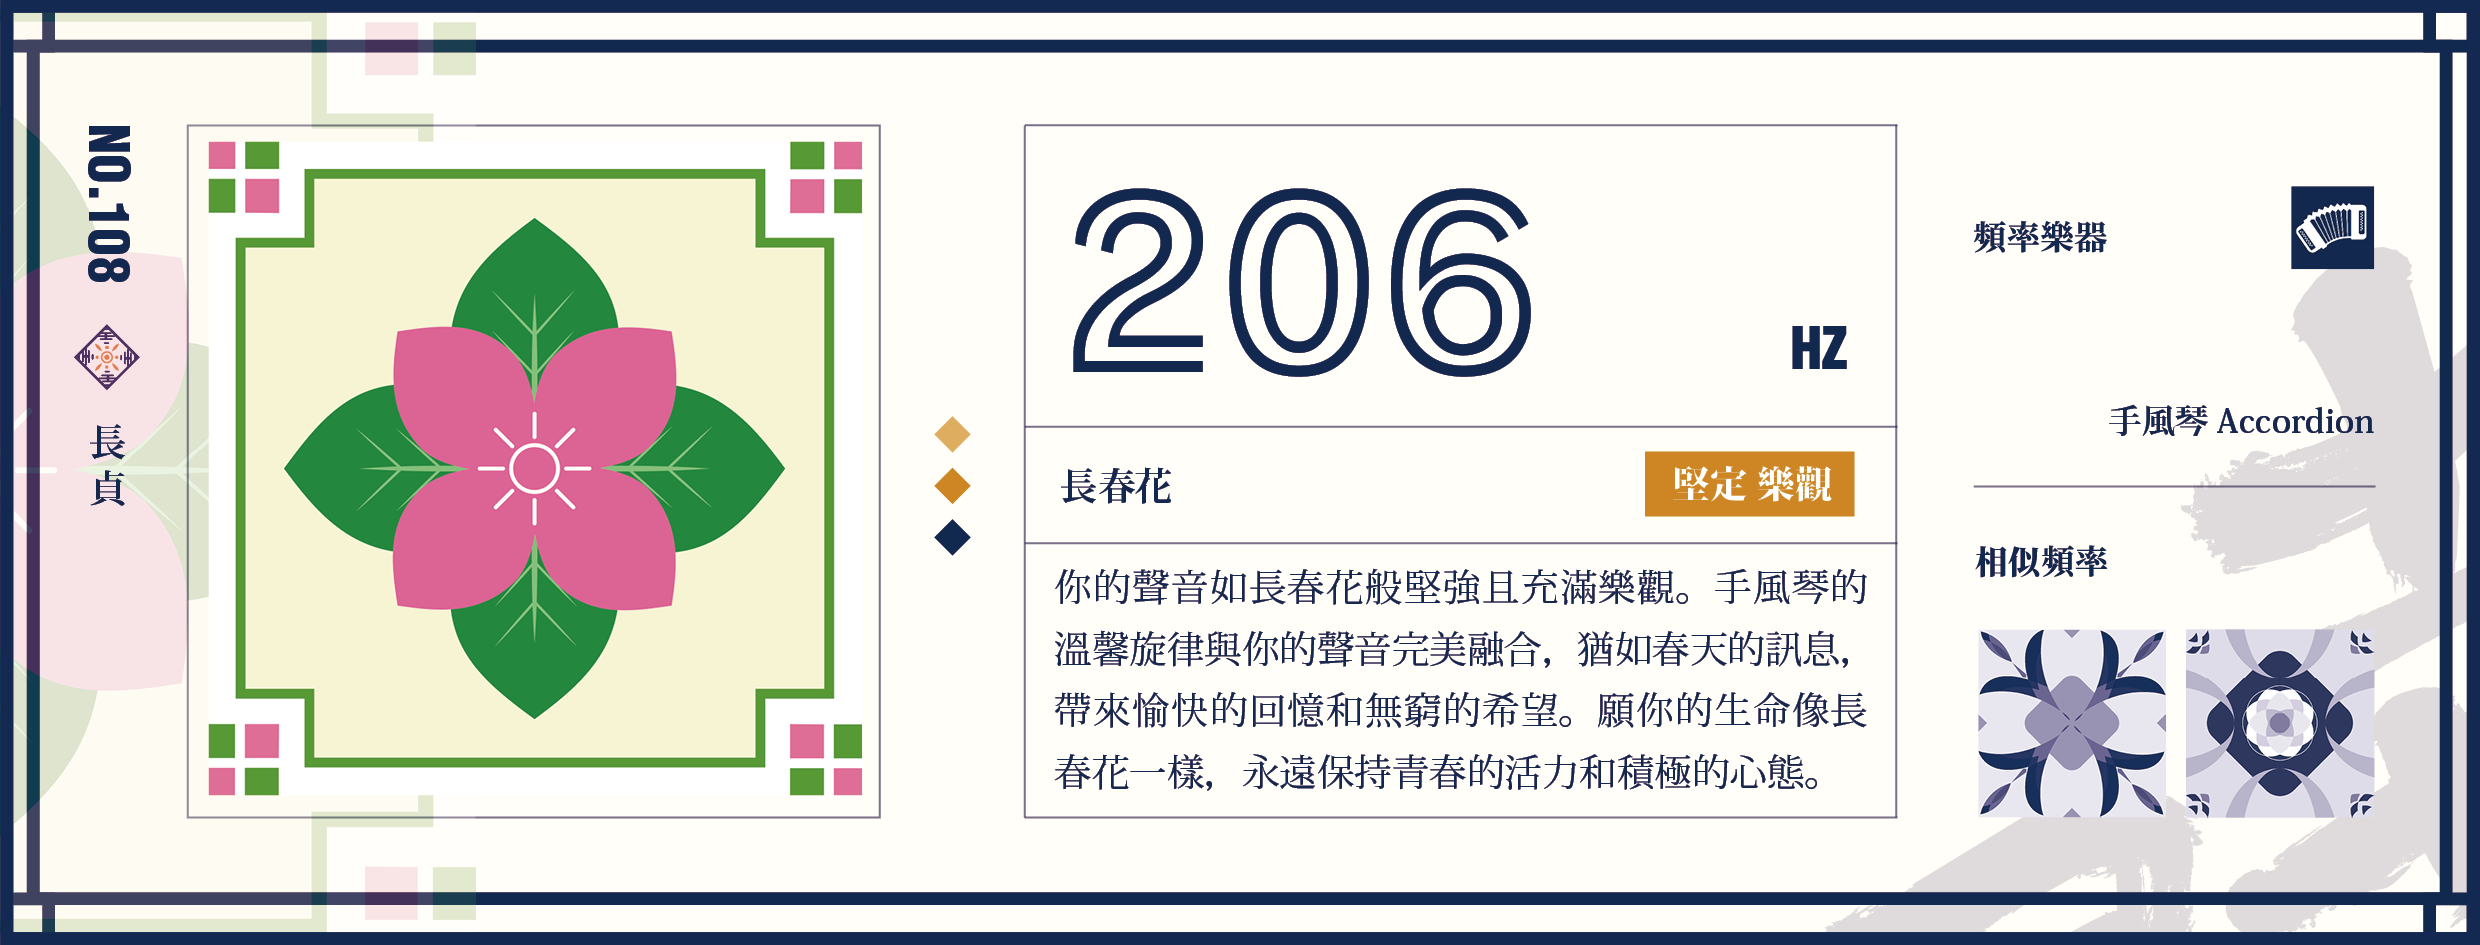 NO.108
長貞
206
HZ
長春花
堅定 樂觀
你的聲音如長春花般堅強且充滿樂觀。手風琴的
溫馨旋律與你的聲音完美融合，猶如春天的訊息，
帶來愉快的回憶和無窮的希望。願你的生命像長
春花一樣，永遠保持青春的活力和積極的心態。
頻率樂器
手風琴 Accordion
相似頻率